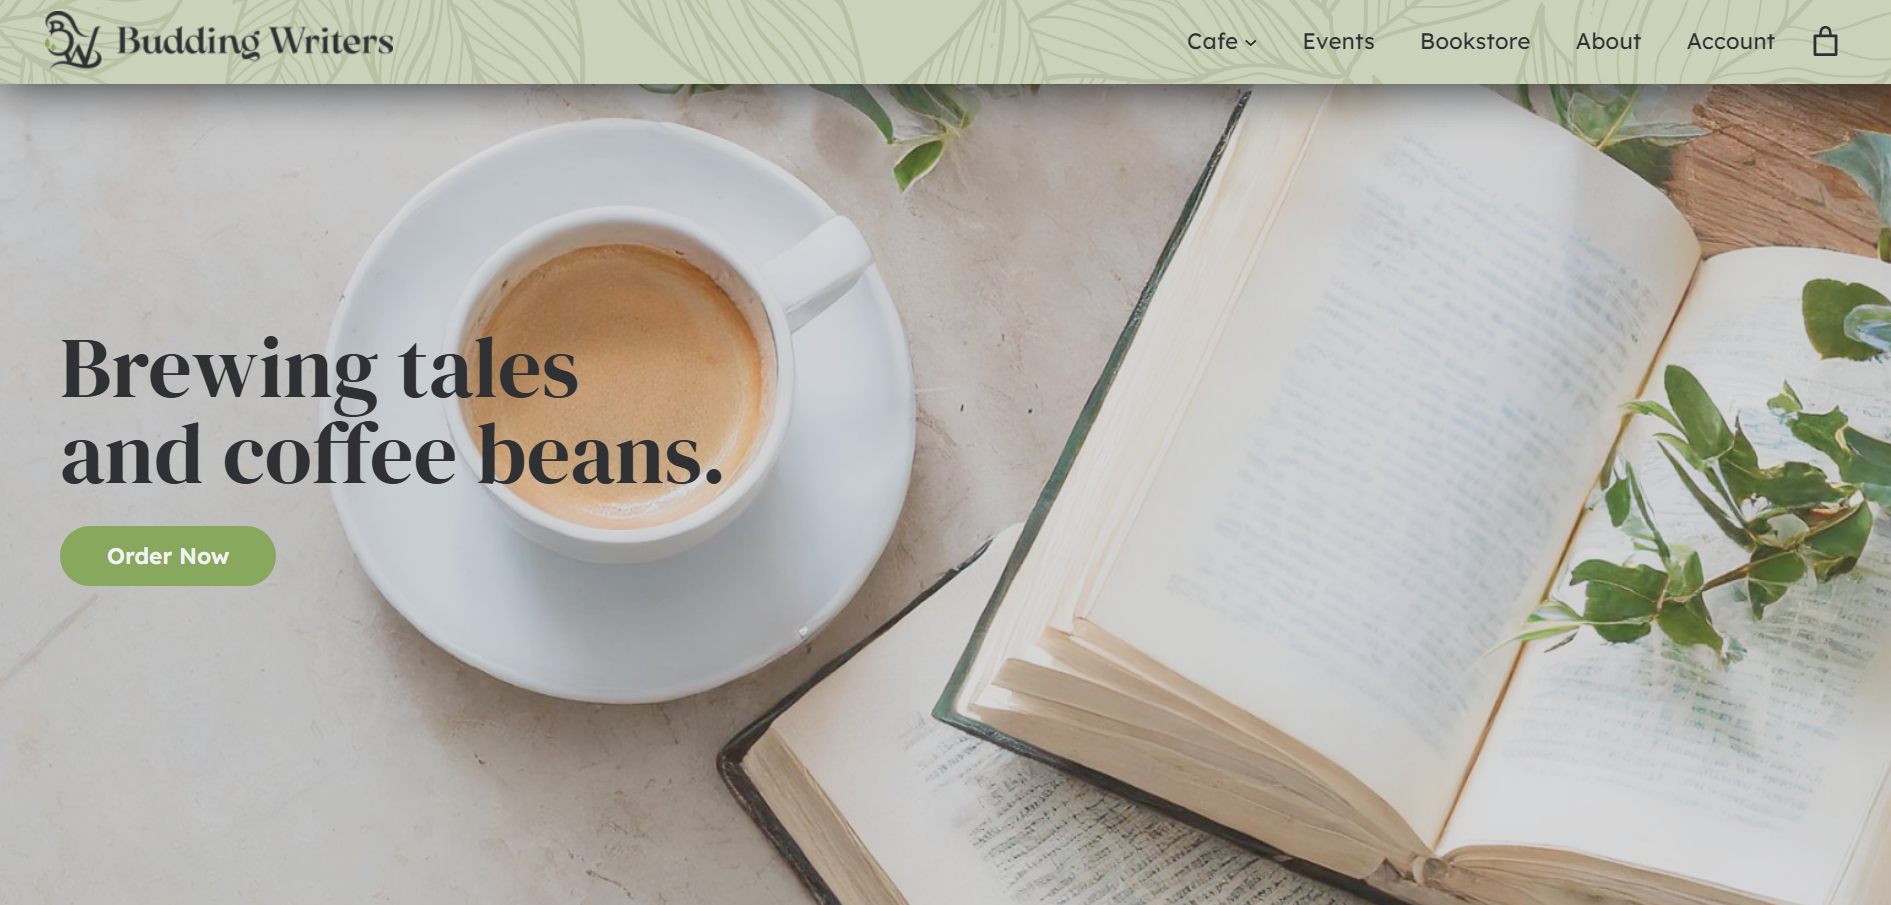 BW Budding Writers
Cafe Events Bookstore About Account
Brewing tales
and coffee beans.
Order Now